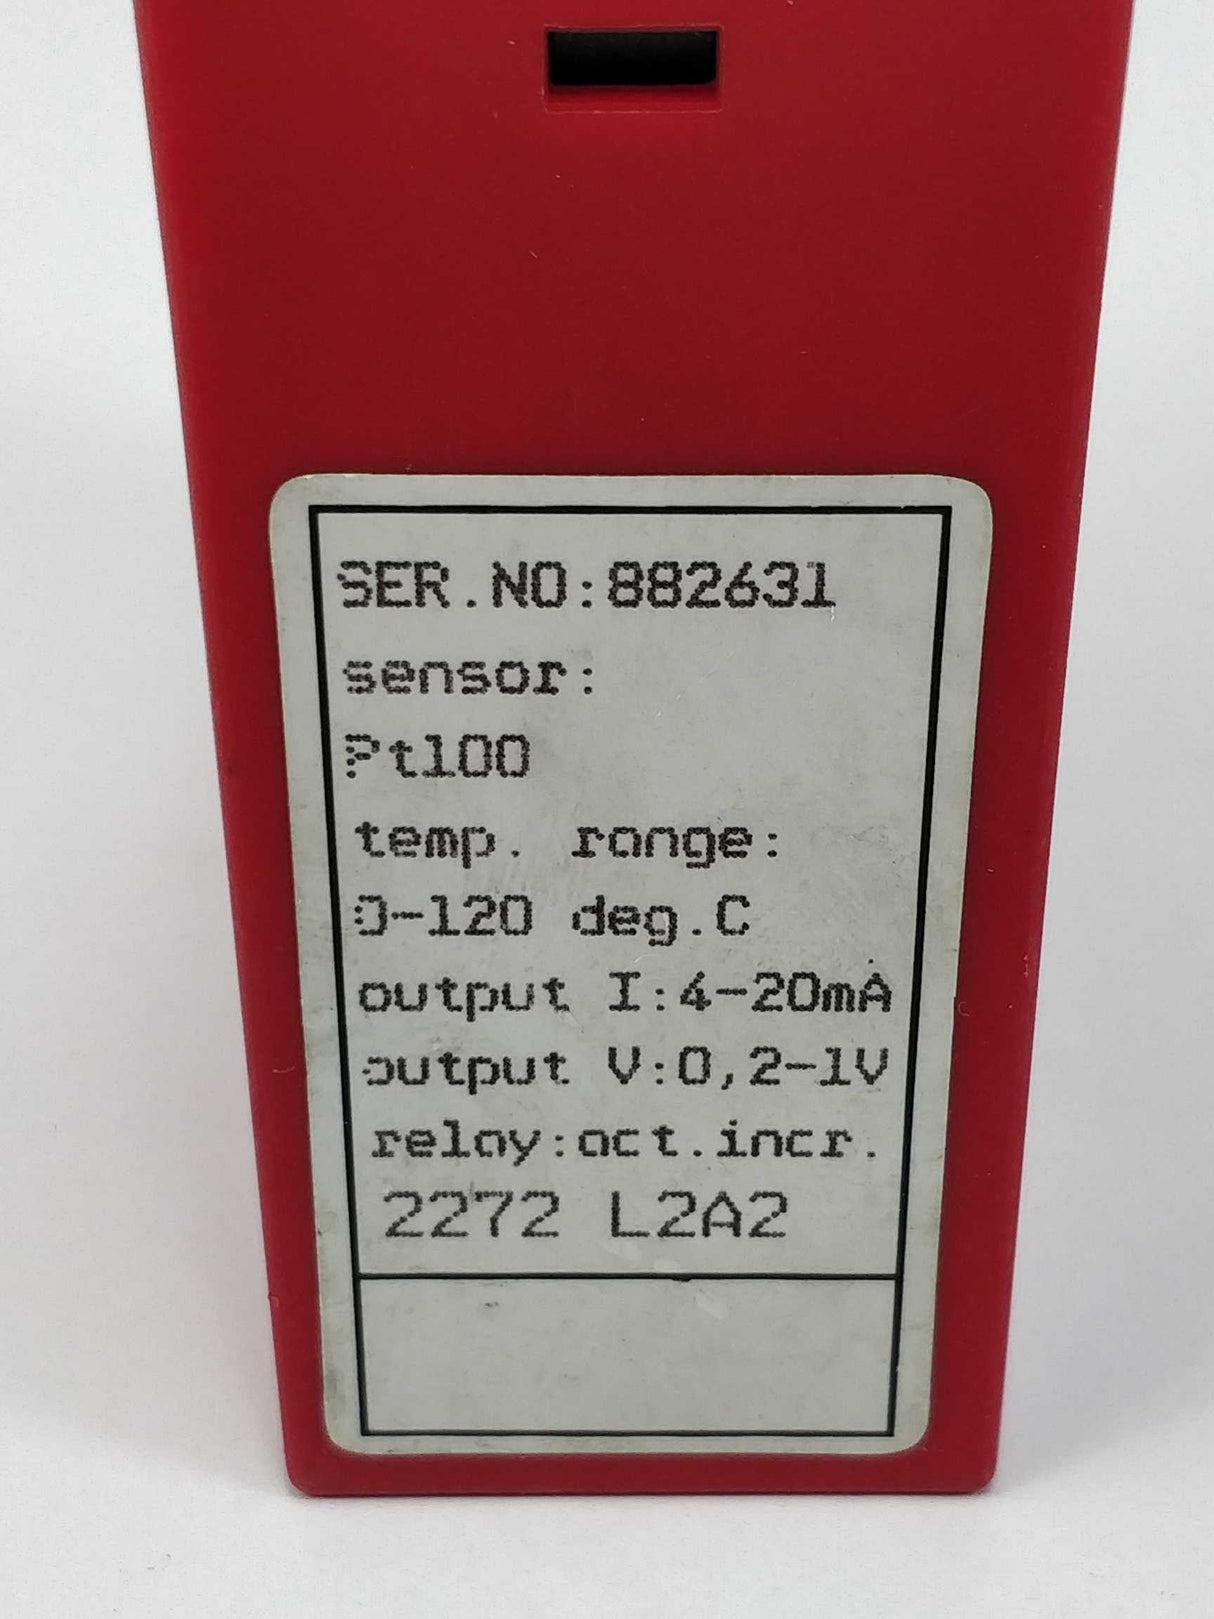 SER.NO:882631
sensor:
Pt100
temp. range:
0-120 deg.C
output I:4-20mA
output V:0,2-1V
relay:act.incr.
2272 L2A2